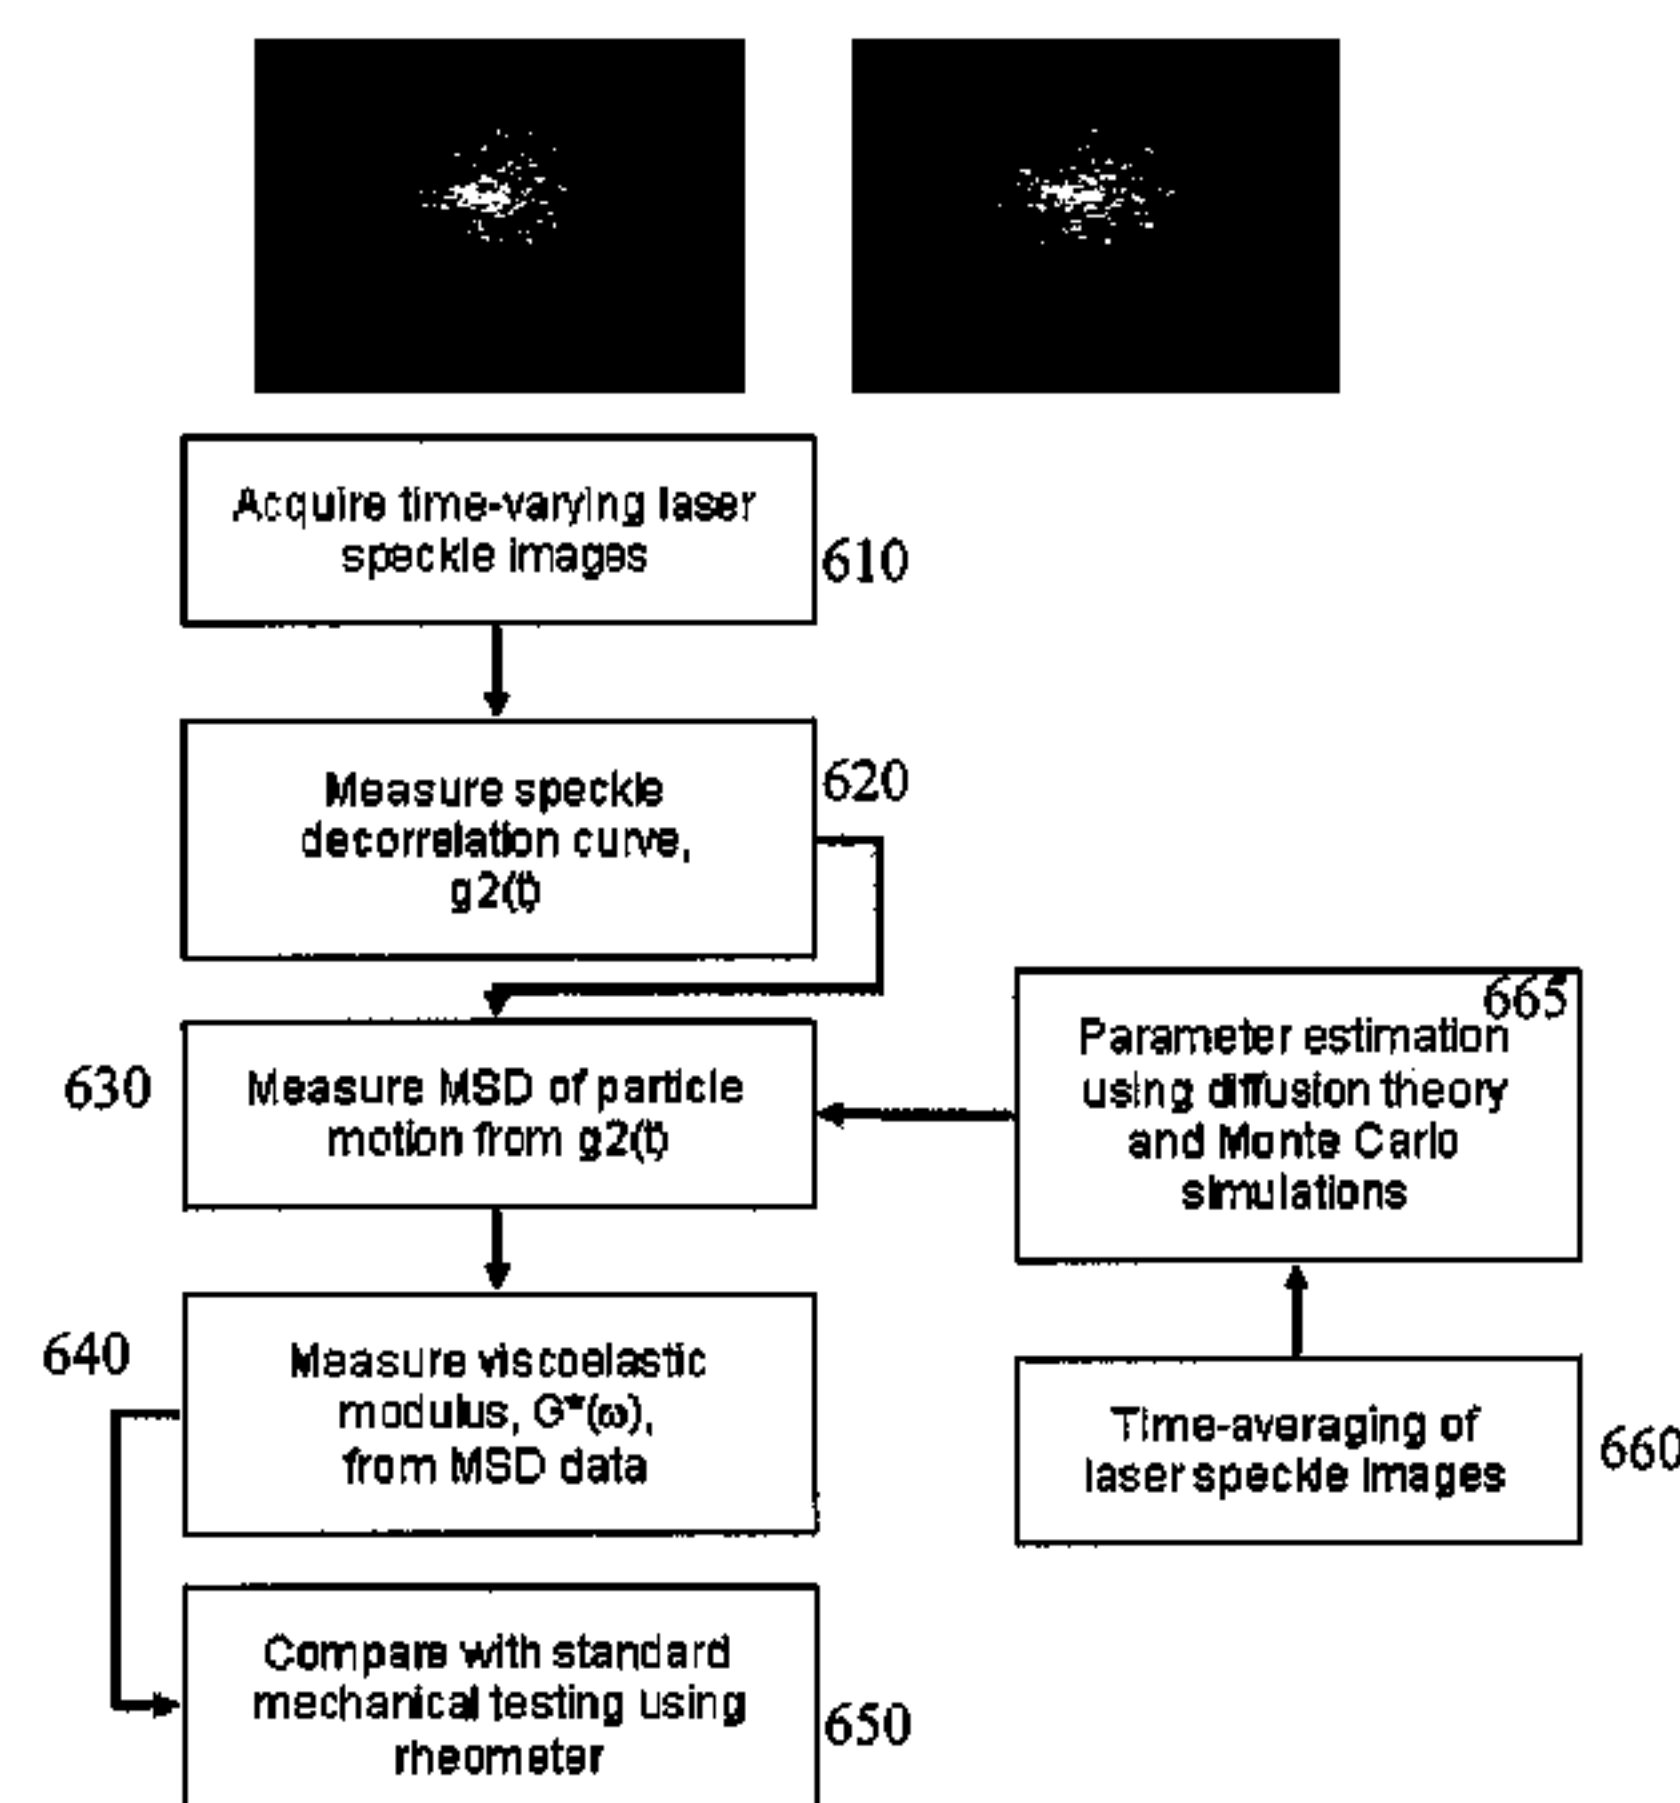 Acquire time-varying laser
speckle images
610
Measure speckle
decorrelation curve,
g2(t)
620
630
Measure MSD of particle
motion from g2(t)
665
Parameter estimation
using diffusion theory
and Monte Carlo
simulations
640
Measure viscoelastic
modulus, G*(ω),
from MSD data
Time-averaging of
laser speckle images
660
Compare with standard
mechanical testing using
rheometer
650